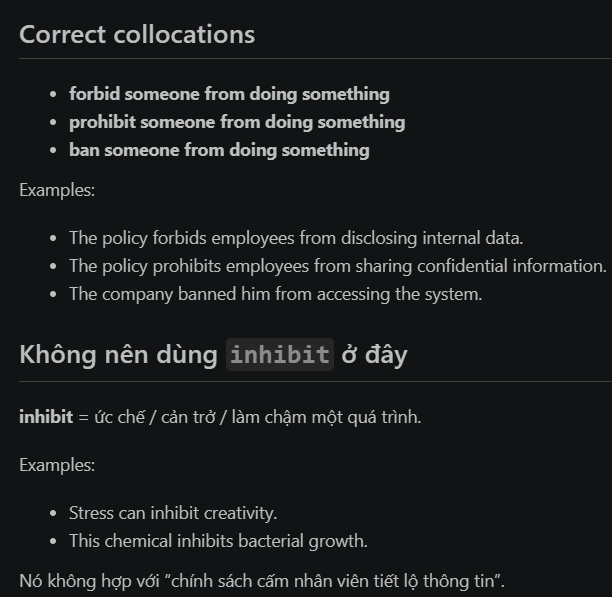 Correct collocations
• forbid someone from doing something
• prohibit someone from doing something
• ban someone from doing something
Examples:
• The policy forbids employees from disclosing internal data.
• The policy prohibits employees from sharing confidential information.
• The company banned him from accessing the system.
Không nên dùng inhibit ở đây
inhibit = ức chế / cản trở / làm chậm một quá trình.
Examples:
• Stress can inhibit creativity.
• This chemical inhibits bacterial growth.
Nó không hợp với “chính sách cấm nhân viên tiết lộ thông tin”.